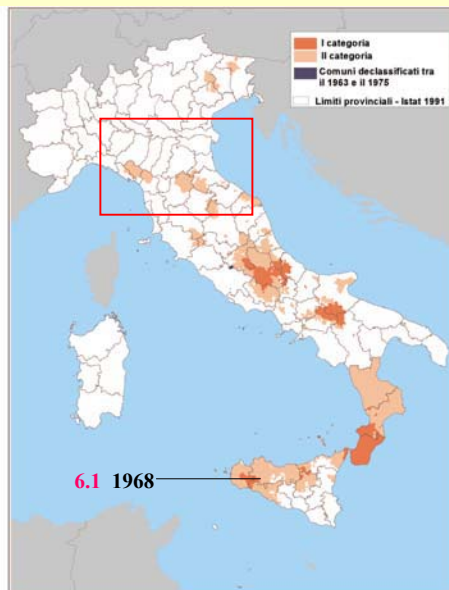 I categoria
II categoria
Comuni declassificati tra
il 1963 e il 1975
Limiti provinciali - Istat 1991
6.1 1968